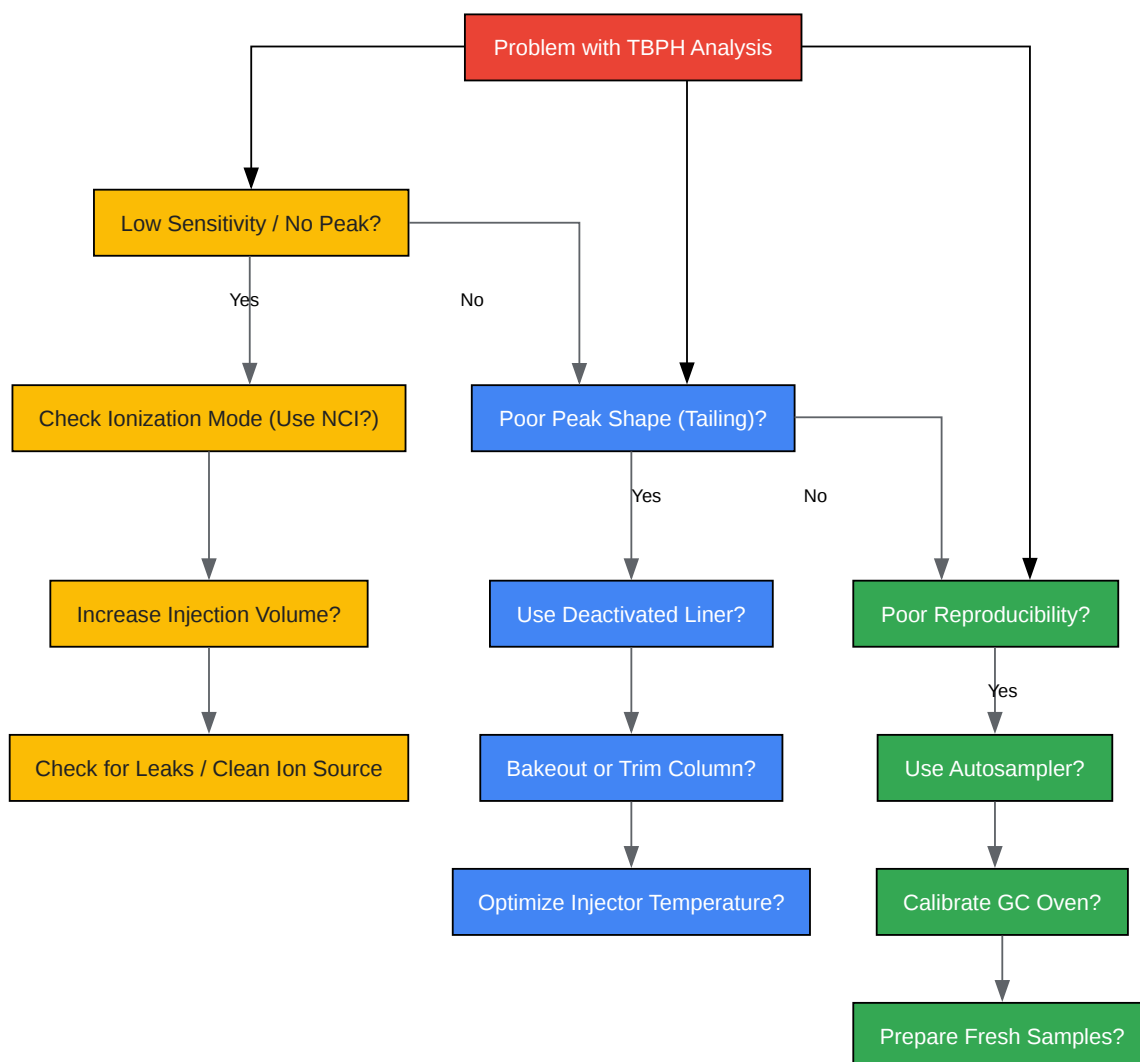 Problem with TBPH Analysis
Low Sensitivity / No Peak?
Yes
No
Check Ionization Mode (Use NCI?)
Poor Peak Shape (Tailing)?
Yes
No
Increase Injection Volume?
Use Deactivated Liner?
Poor Reproducibility?
Yes
Check for Leaks / Clean Ion Source
Bakeout or Trim Column?
Use Autosampler?
Optimize Injector Temperature?
Calibrate GC Oven?
Prepare Fresh Samples?